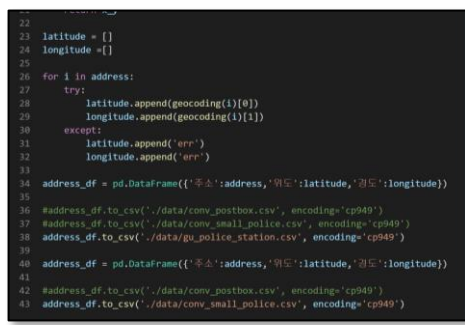 22
23 latitude = []
24 longitude =[]
25
26 for i in address:
27     try:
28         latitude.append(geocoding(i)[0])
29         longitude.append(geocoding(i)[1])
30     except:
31         latitude.append('err')
32         longitude.append('err')
33
34 address_df = pd.DataFrame({'주소':address,'위도':latitude,'경도':longitude})
35
36 #address_df.to_csv('./data/conv_postbox.csv', encoding='cp949')
37 #address_df.to_csv('./data/conv_small_police.csv', encoding='cp949')
38 address_df.to_csv('./data/gu_police_station.csv', encoding='cp949')
39
40 address_df = pd.DataFrame({'주소':address,'위도':latitude,'경도':longitude})
41
42 #address_df.to_csv('./data/conv_postbox.csv', encoding='cp949')
43 address_df.to_csv('./data/conv_small_police.csv', encoding='cp949')